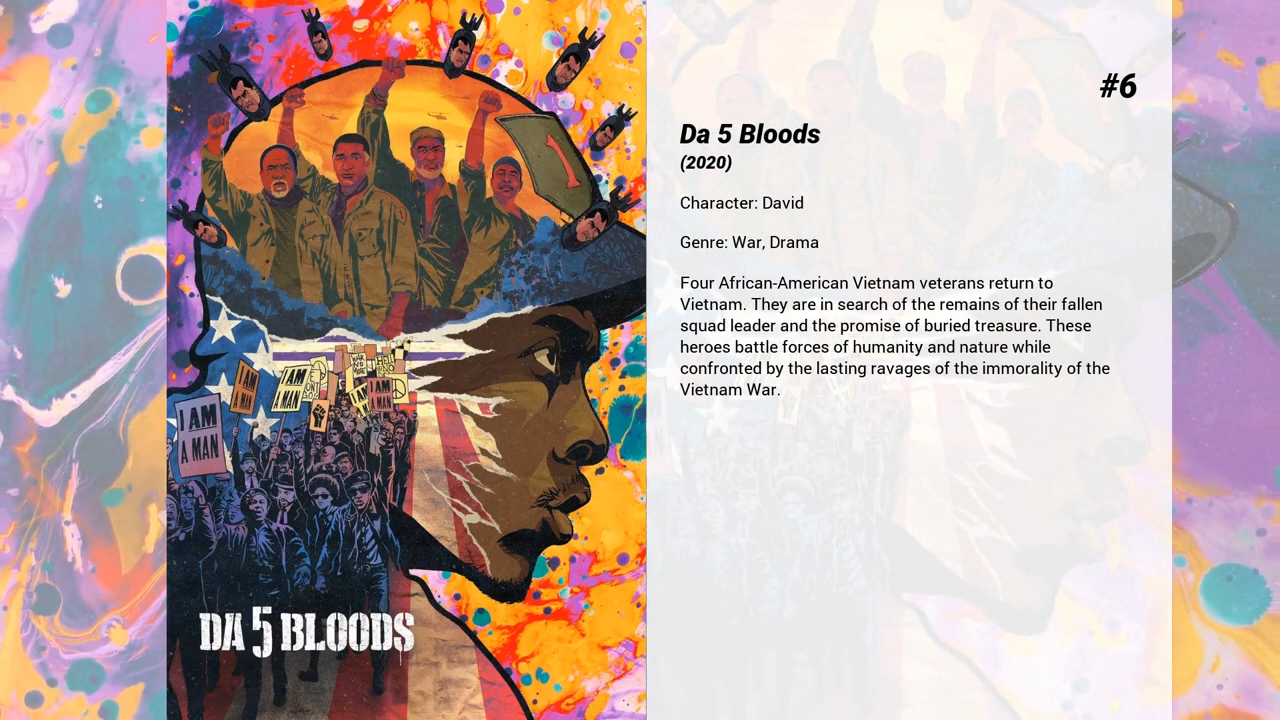 #6
Da 5 Bloods
(2020)
Character: David
Genre: War, Drama
Four African-American Vietnam veterans return to
Vietnam. They are in search of the remains of their fallen
squad leader and the promise of buried treasure. These
heroes battle forces of humanity and nature while
confronted by the lasting ravages of the immorality of the
Vietnam War.
1
I AM
A MAN
I AM
A MAN
I AM
A MAN
I AM
A MAN
DA 5 BLOODS